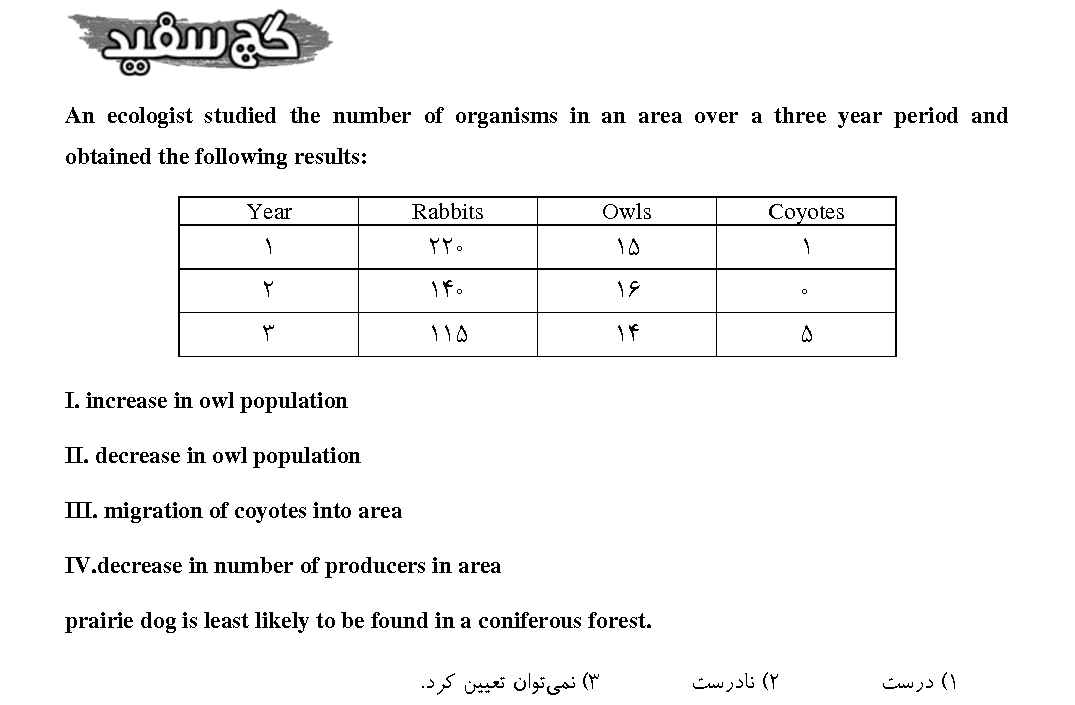 گچ سفید
An ecologist studied the number of organisms in an area over a three year period and
obtained the following results:
Year Rabbits Owls Coyotes
۱ ۲۲۰ ۱۵ ۱
۲ ۱۴۰ ۱۶ ۰
۳ ۱۱۵ ۱۴ ۵
I. increase in owl population
II. decrease in owl population
III. migration of coyotes into area
IV.decrease in number of producers in area
prairie dog is least likely to be found in a coniferous forest.
۱) درست ۲) نادرست ۳) نمی‌توان تعیین کرد.